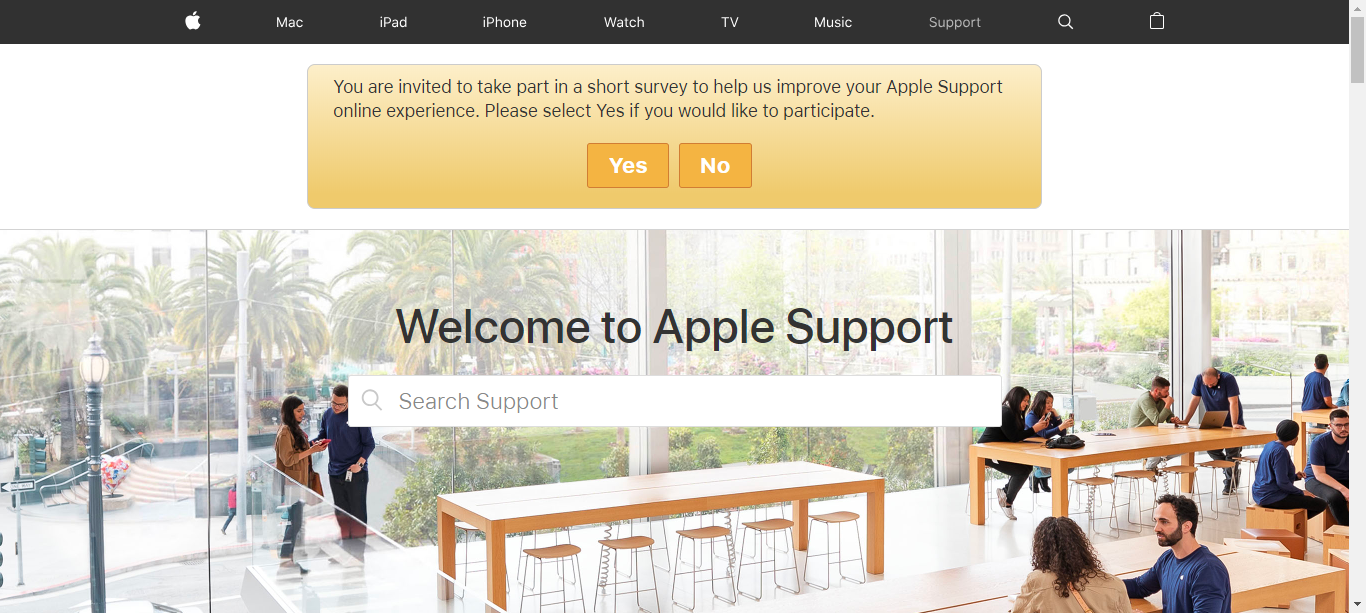 Mac iPad iPhone Watch TV Music Support
You are invited to take part in a short survey to help us improve your Apple Support
online experience. Please select Yes if you would like to participate.
Yes No
Welcome to Apple Support
Search Support